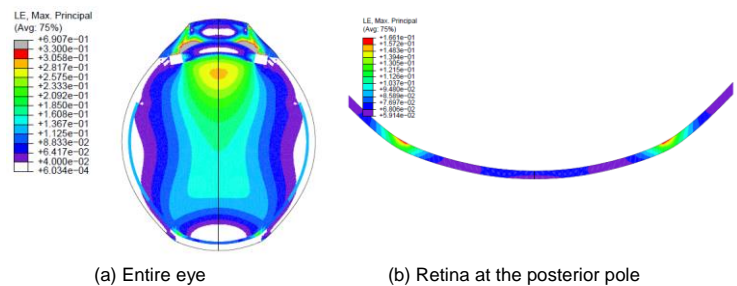 LE, Max. Principal
(Avg: 75%)
+6.907e-01
+3.300e-01
+3.058e-01
+2.817e-01
+2.575e-01
+2.333e-01
+2.092e-01
+1.850e-01
+1.608e-01
+1.367e-01
+1.125e-01
+8.833e-02
+6.417e-02
+4.000e-02
+6.034e-04
LE, Max. Principal
(Avg: 75%)
+1.661e-01
+1.572e-01
+1.483e-01
+1.394e-01
+1.305e-01
+1.215e-01
+1.126e-01
+1.037e-01
+9.480e-02
+8.589e-02
+7.697e-02
+6.806e-02
+5.914e-02
(a) Entire eye
(b) Retina at the posterior pole